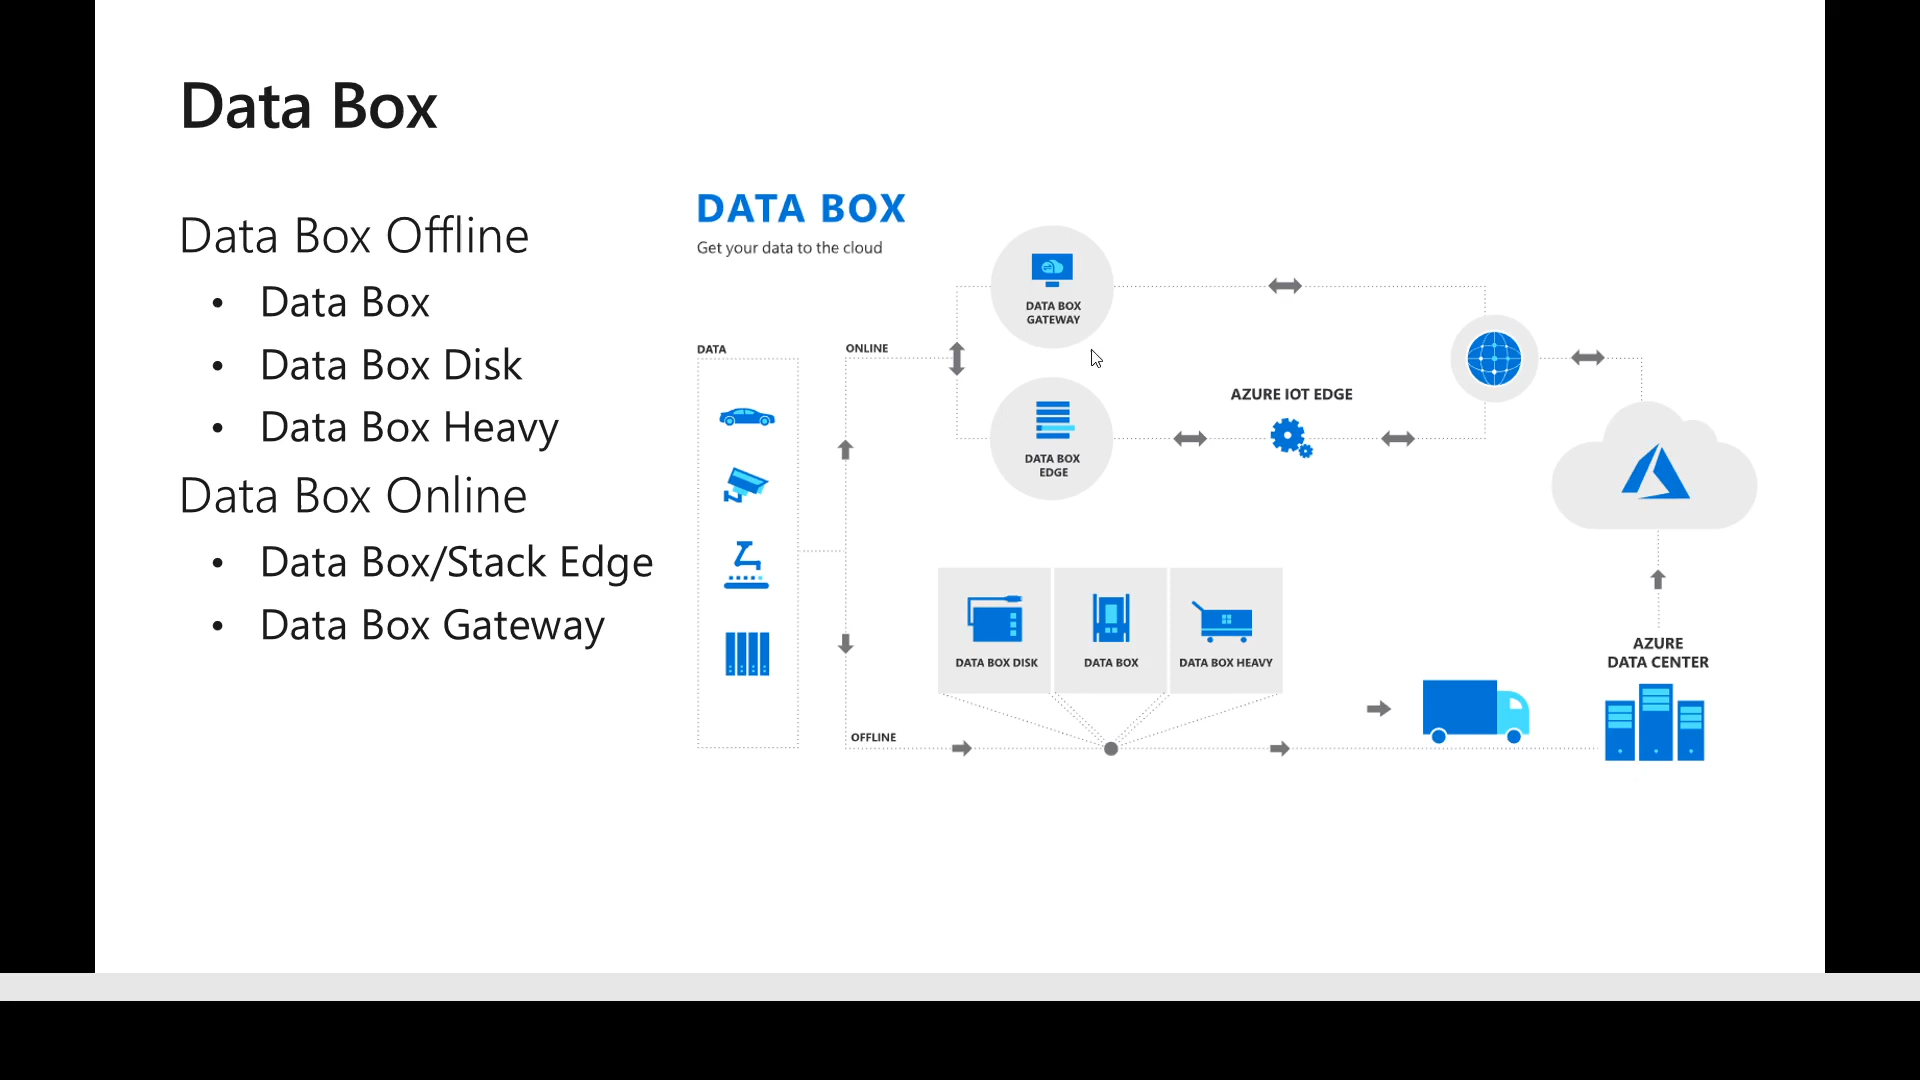 Data Box
Data Box Offline
• Data Box
• Data Box Disk
• Data Box Heavy
Data Box Online
• Data Box/Stack Edge
• Data Box Gateway
DATA BOX
Get your data to the cloud
DATA
ONLINE
DATA BOX
GATEWAY
DATA BOX
EDGE
AZURE IOT EDGE
DATA BOX DISK
DATA BOX
DATA BOX HEAVY
OFFLINE
AZURE
DATA CENTER